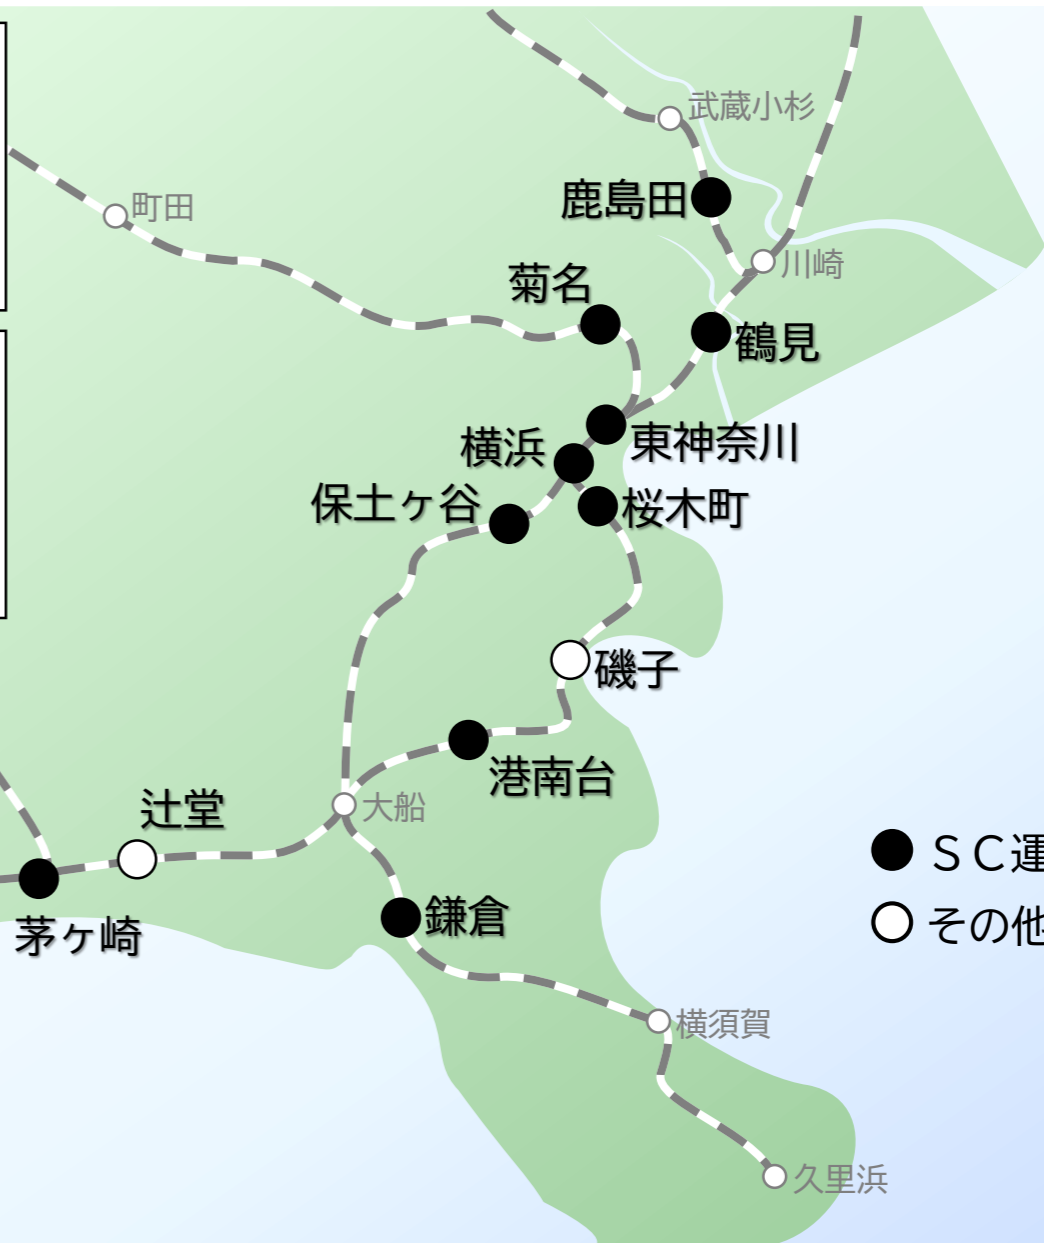 武蔵小杉
鹿島田
町田
川崎
菊名
鶴見
東神奈川
横浜
保土ヶ谷
桜木町
磯子
港南台
大船
辻堂
茅ヶ崎
鎌倉
ＳＣ運
その他
横須賀
久里浜